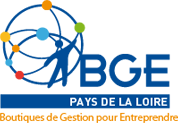 BGE
PAYS DE LA LOIRE
Boutiques de Gestion pour Entreprendre